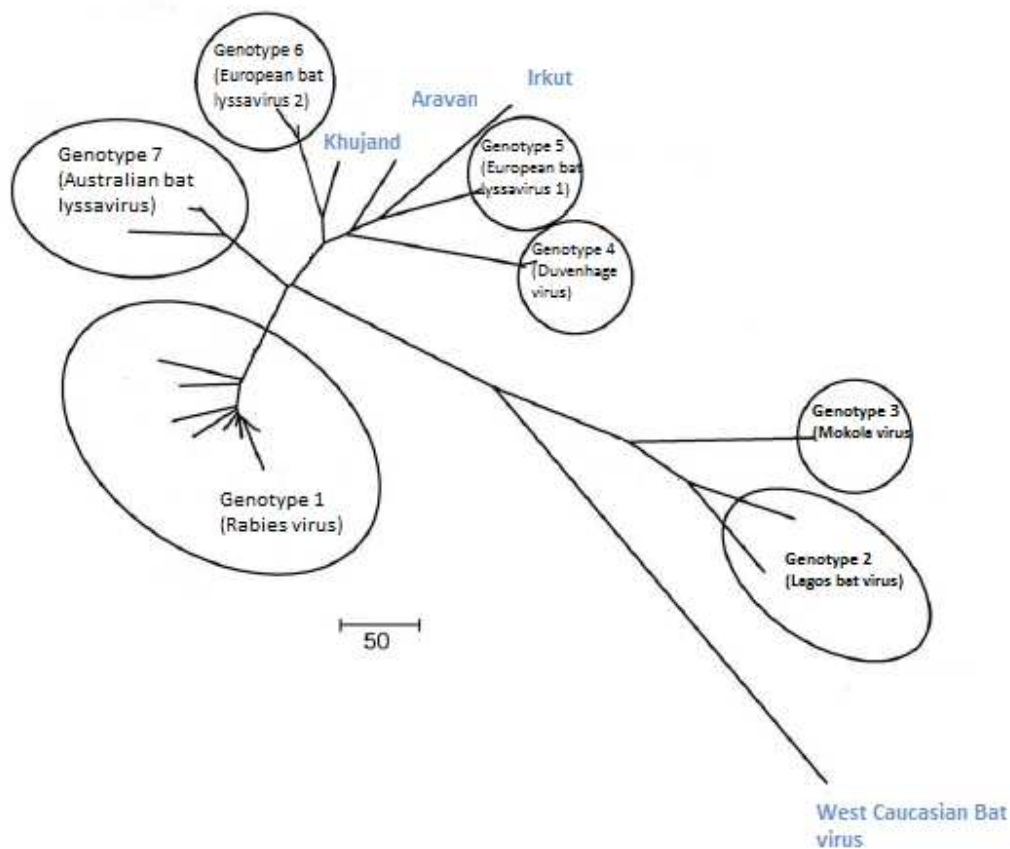 Genotype 6
(European bat
lyssavirus 2)
Irkut
Aravan
Khujand
Genotype 5
(European bat
lyssavirus 1)
Genotype 7
(Australian bat
lyssavirus)
Genotype 4
(Duvenhage
virus)
Genotype 3
(Mokola virus
Genotype 1
(Rabies virus)
Genotype 2
(Lagos bat virus)
50
West Caucasian Bat
virus